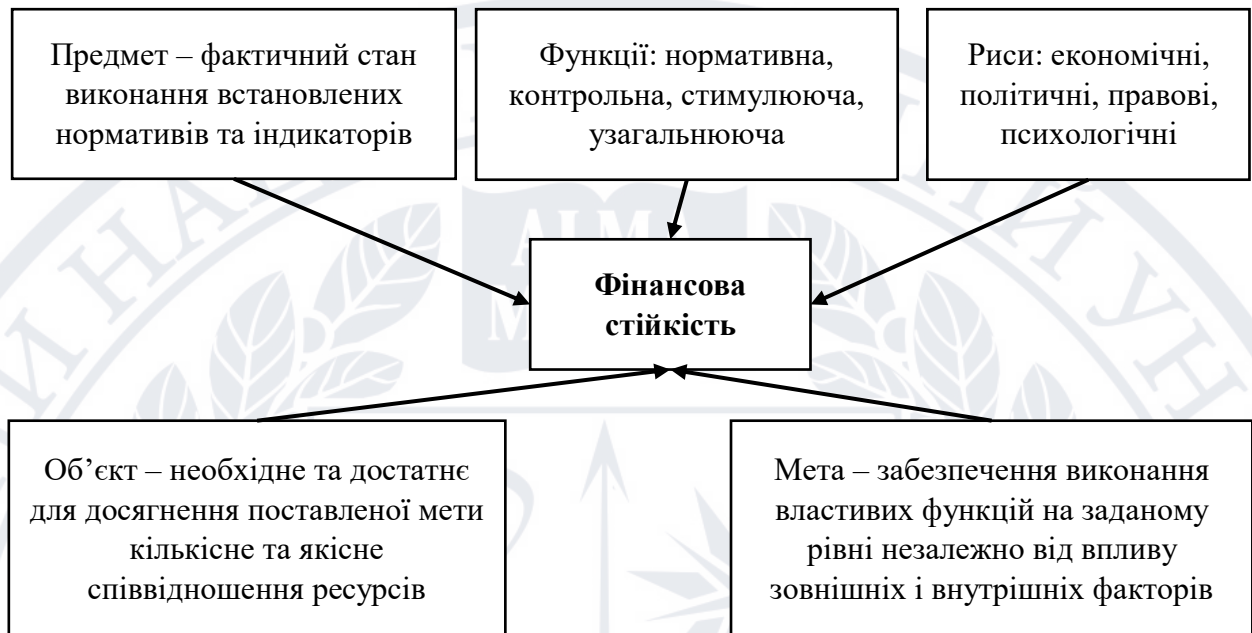 Предмет – фактичний стан
виконання встановлених
нормативів та індикаторів
Функції: нормативна,
контрольна, стимулююча,
узагальнююча
Риси: економічні,
політичні, правові,
психологічні
Фінансова
стійкість
Об’єкт – необхідне та достатнє
для досягнення поставленої мети
кількісне та якісне
співвідношення ресурсів
Мета – забезпечення виконання
властивих функцій на заданому
рівні незалежно від впливу
зовнішніх і внутрішніх факторів